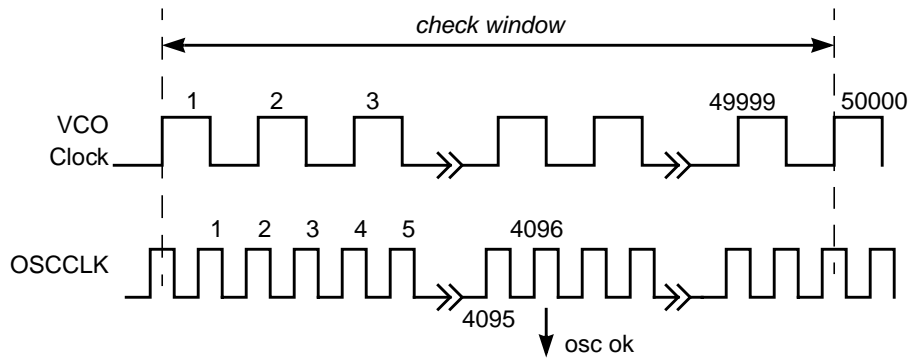 check window
1 2 3 49999 50000
VCO
Clock
1 2 3 4 5 4096
OSCCLK
4095
osc ok